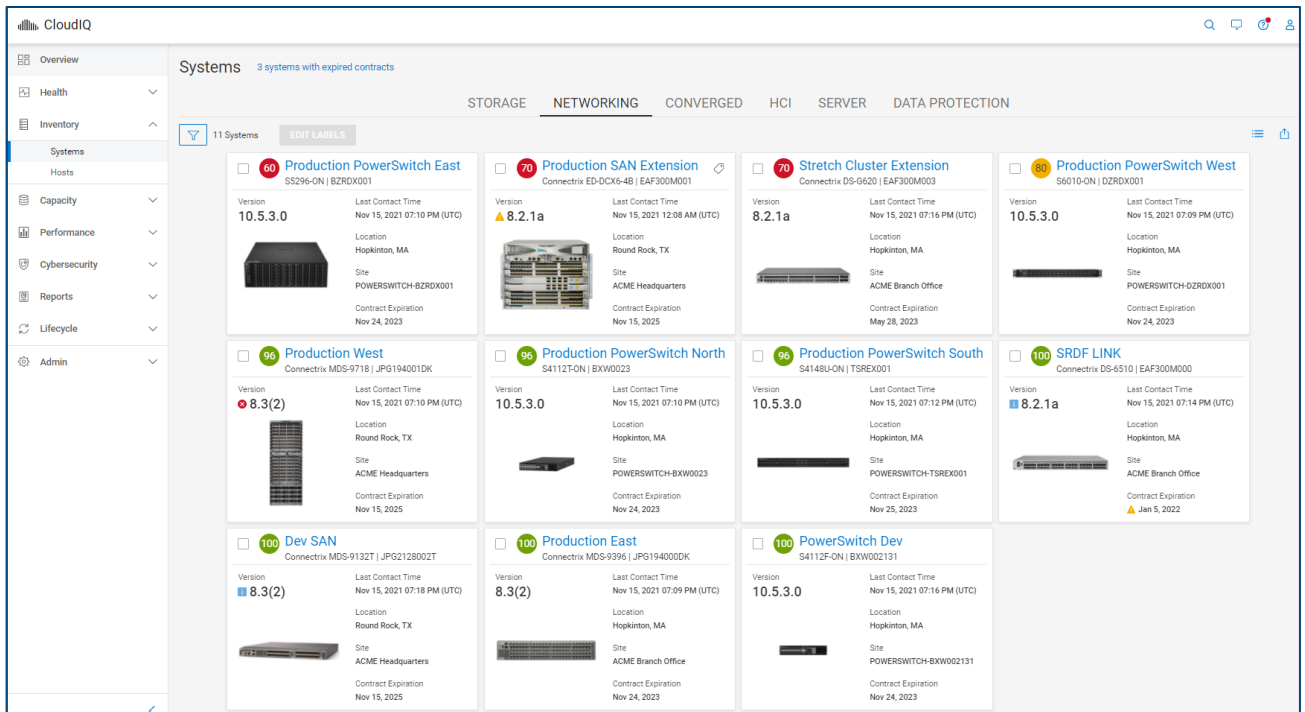 CloudIQ
Overview
Health
Inventory
Systems
Hosts
Capacity
Performance
Cybersecurity
Reports
Lifecycle
Admin
Systems 3 systems with expired contracts
STORAGE NETWORKING CONVERGED HCI SERVER DATA PROTECTION
11 Systems EDIT LABELS
60 Production PowerSwitch East
S5296-ON | BZRDX001
Version
10.5.3.0
Last Contact Time
Nov 15, 2021 07:10 PM (UTC)
Location
Hopkinton, MA
Site
POWERSWITCH-BZRDX001
Contract Expiration
Nov 24, 2023
70 Production SAN Extension
Connectrix ED-DCX6-4B | EAF300M001
Version
8.2.1a
Last Contact Time
Nov 15, 2021 12:08 AM (UTC)
Location
Round Rock, TX
Site
ACME Headquarters
Contract Expiration
Nov 15, 2025
70 Stretch Cluster Extension
Connectrix DS-G620 | EAF300M003
Version
8.2.1a
Last Contact Time
Nov 15, 2021 07:16 PM (UTC)
Location
Hopkinton, MA
Site
ACME Branch Office
Contract Expiration
May 28, 2023
80 Production PowerSwitch West
S6010-ON | DZRDX001
Version
10.5.3.0
Last Contact Time
Nov 15, 2021 07:09 PM (UTC)
Location
Hopkinton, MA
Site
POWERSWITCH-DZRDX001
Contract Expiration
Nov 24, 2023
96 Production West
Connectrix MDS-9718 | JPG194001DK
Version
8.3(2)
Last Contact Time
Nov 15, 2021 07:10 PM (UTC)
Location
Round Rock, TX
Site
ACME Headquarters
Contract Expiration
Nov 15, 2025
96 Production PowerSwitch North
S4112T-ON | BXW0023
Version
10.5.3.0
Last Contact Time
Nov 15, 2021 07:10 PM (UTC)
Location
Hopkinton, MA
Site
POWERSWITCH-BXW0023
Contract Expiration
Nov 24, 2023
96 Production PowerSwitch South
S4148U-ON | TSREX001
Version
10.5.3.0
Last Contact Time
Nov 15, 2021 07:12 PM (UTC)
Location
Hopkinton, MA
Site
POWERSWITCH-TSREX001
Contract Expiration
Nov 25, 2023
100 SRDF LINK
Connectrix DS-6510 | EAF300M000
Version
8.2.1a
Last Contact Time
Nov 15, 2021 07:14 PM (UTC)
Location
Hopkinton, MA
Site
ACME Branch Office
Contract Expiration
Jan 5, 2022
100 Dev SAN
Connectrix MDS-9132T | JPG2128002T
Version
8.3(2)
Last Contact Time
Nov 15, 2021 07:18 PM (UTC)
Location
Round Rock, TX
Site
ACME Headquarters
Contract Expiration
Nov 15, 2025
100 Production East
Connectrix MDS-9396 | JPG194000DK
Version
8.3(2)
Last Contact Time
Nov 15, 2021 07:09 PM (UTC)
Location
Hopkinton, MA
Site
ACME Branch Office
Contract Expiration
Nov 24, 2023
100 PowerSwitch Dev
S4112F-ON | BXW002131
Version
10.5.3.0
Last Contact Time
Nov 15, 2021 07:16 PM (UTC)
Location
Hopkinton, MA
Site
POWERSWITCH-BXW002131
Contract Expiration
Nov 24, 2023